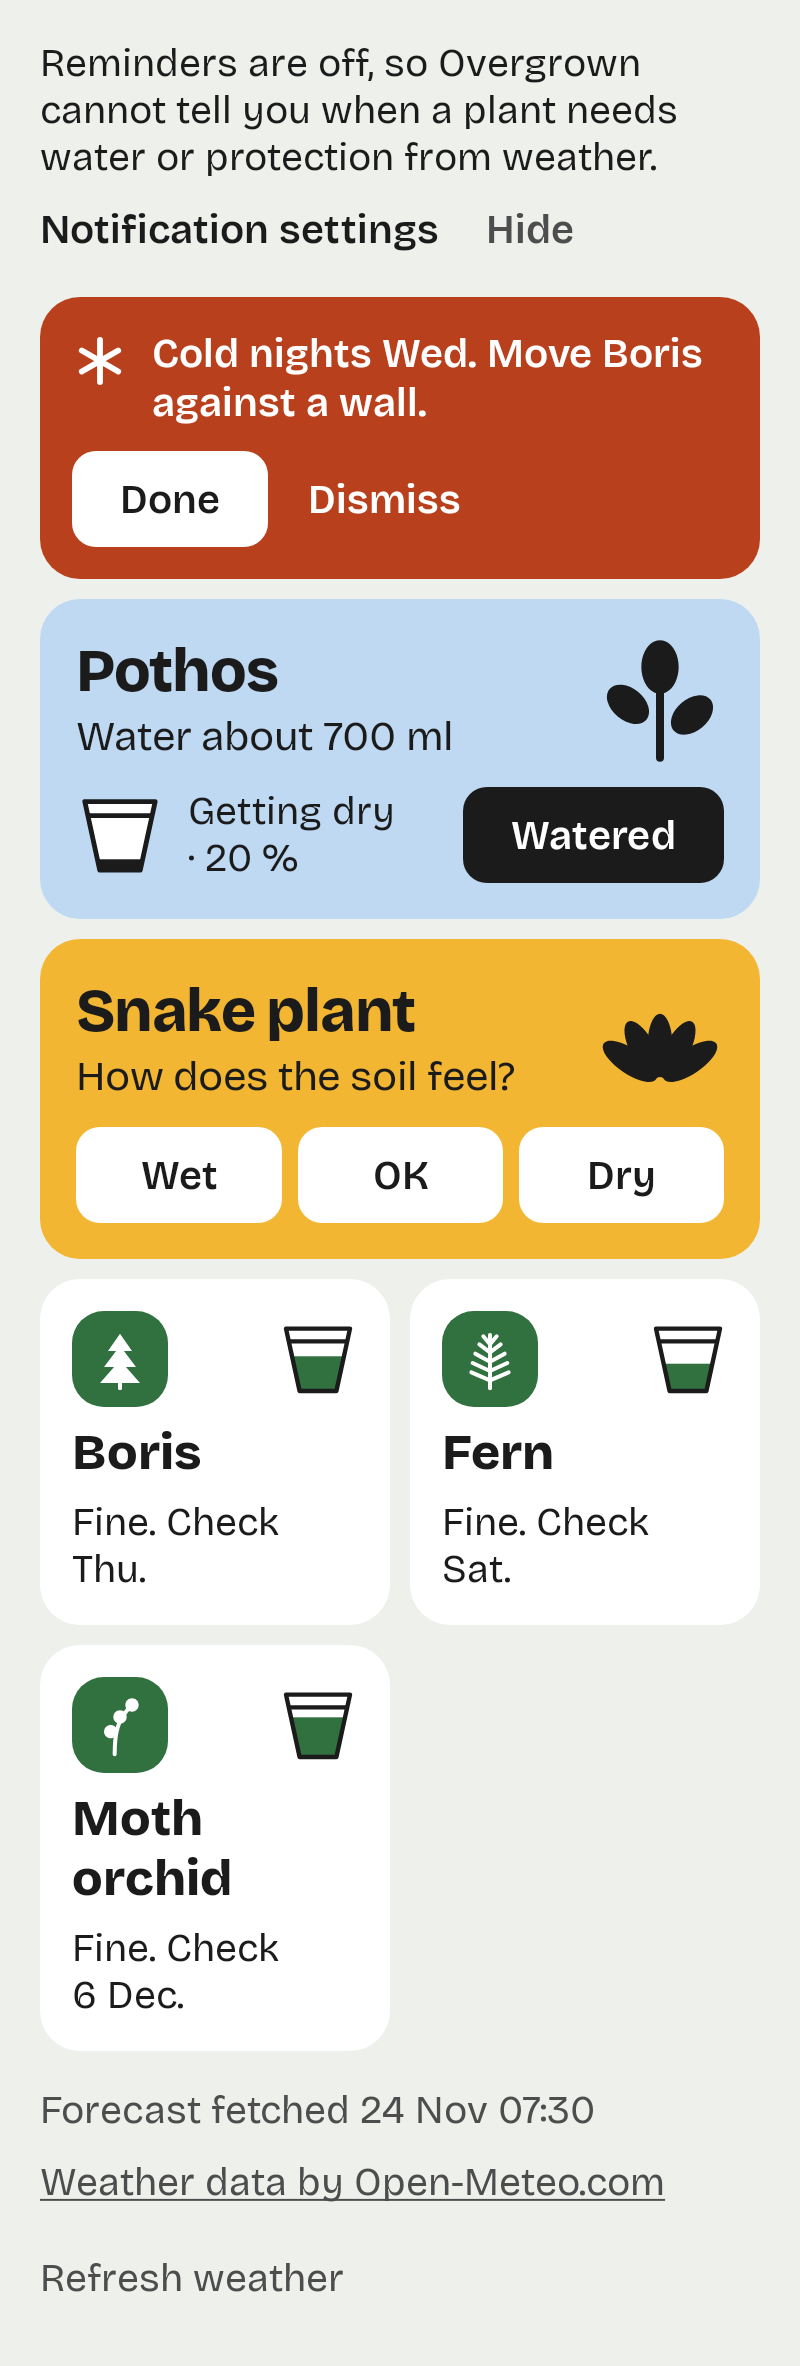 Reminders are off, so Overgrown
cannot tell you when a plant needs
water or protection from weather.
Notification settings
Hide
Cold nights Wed. Move Boris
against a wall.
Done
Dismiss
Pothos
Water about 700 ml
Getting dry
· 20 %
Watered
Snake plant
How does the soil feel?
Wet
OK
Dry
Boris
Fine. Check
Thu.
Fern
Fine. Check
Sat.
Moth
orchid
Fine. Check
6 Dec.
Forecast fetched 24 Nov 07:30
Weather data by Open-Meteo.com
Refresh weather